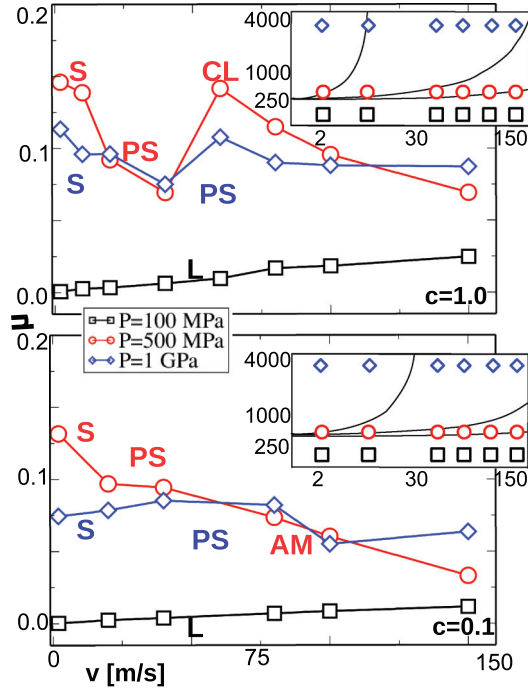 0.2
0.1
0.0
S
PS
CL
S
PS
L
c=1.0
4000
1000
250
2 30 150
μ
P=100 MPa
P=500 MPa
P=1 GPa
0.2
0.1
0.0
S
PS
S
PS
AM
L
c=0.1
4000
1000
250
2 30 150
0 75 150
v [m/s]